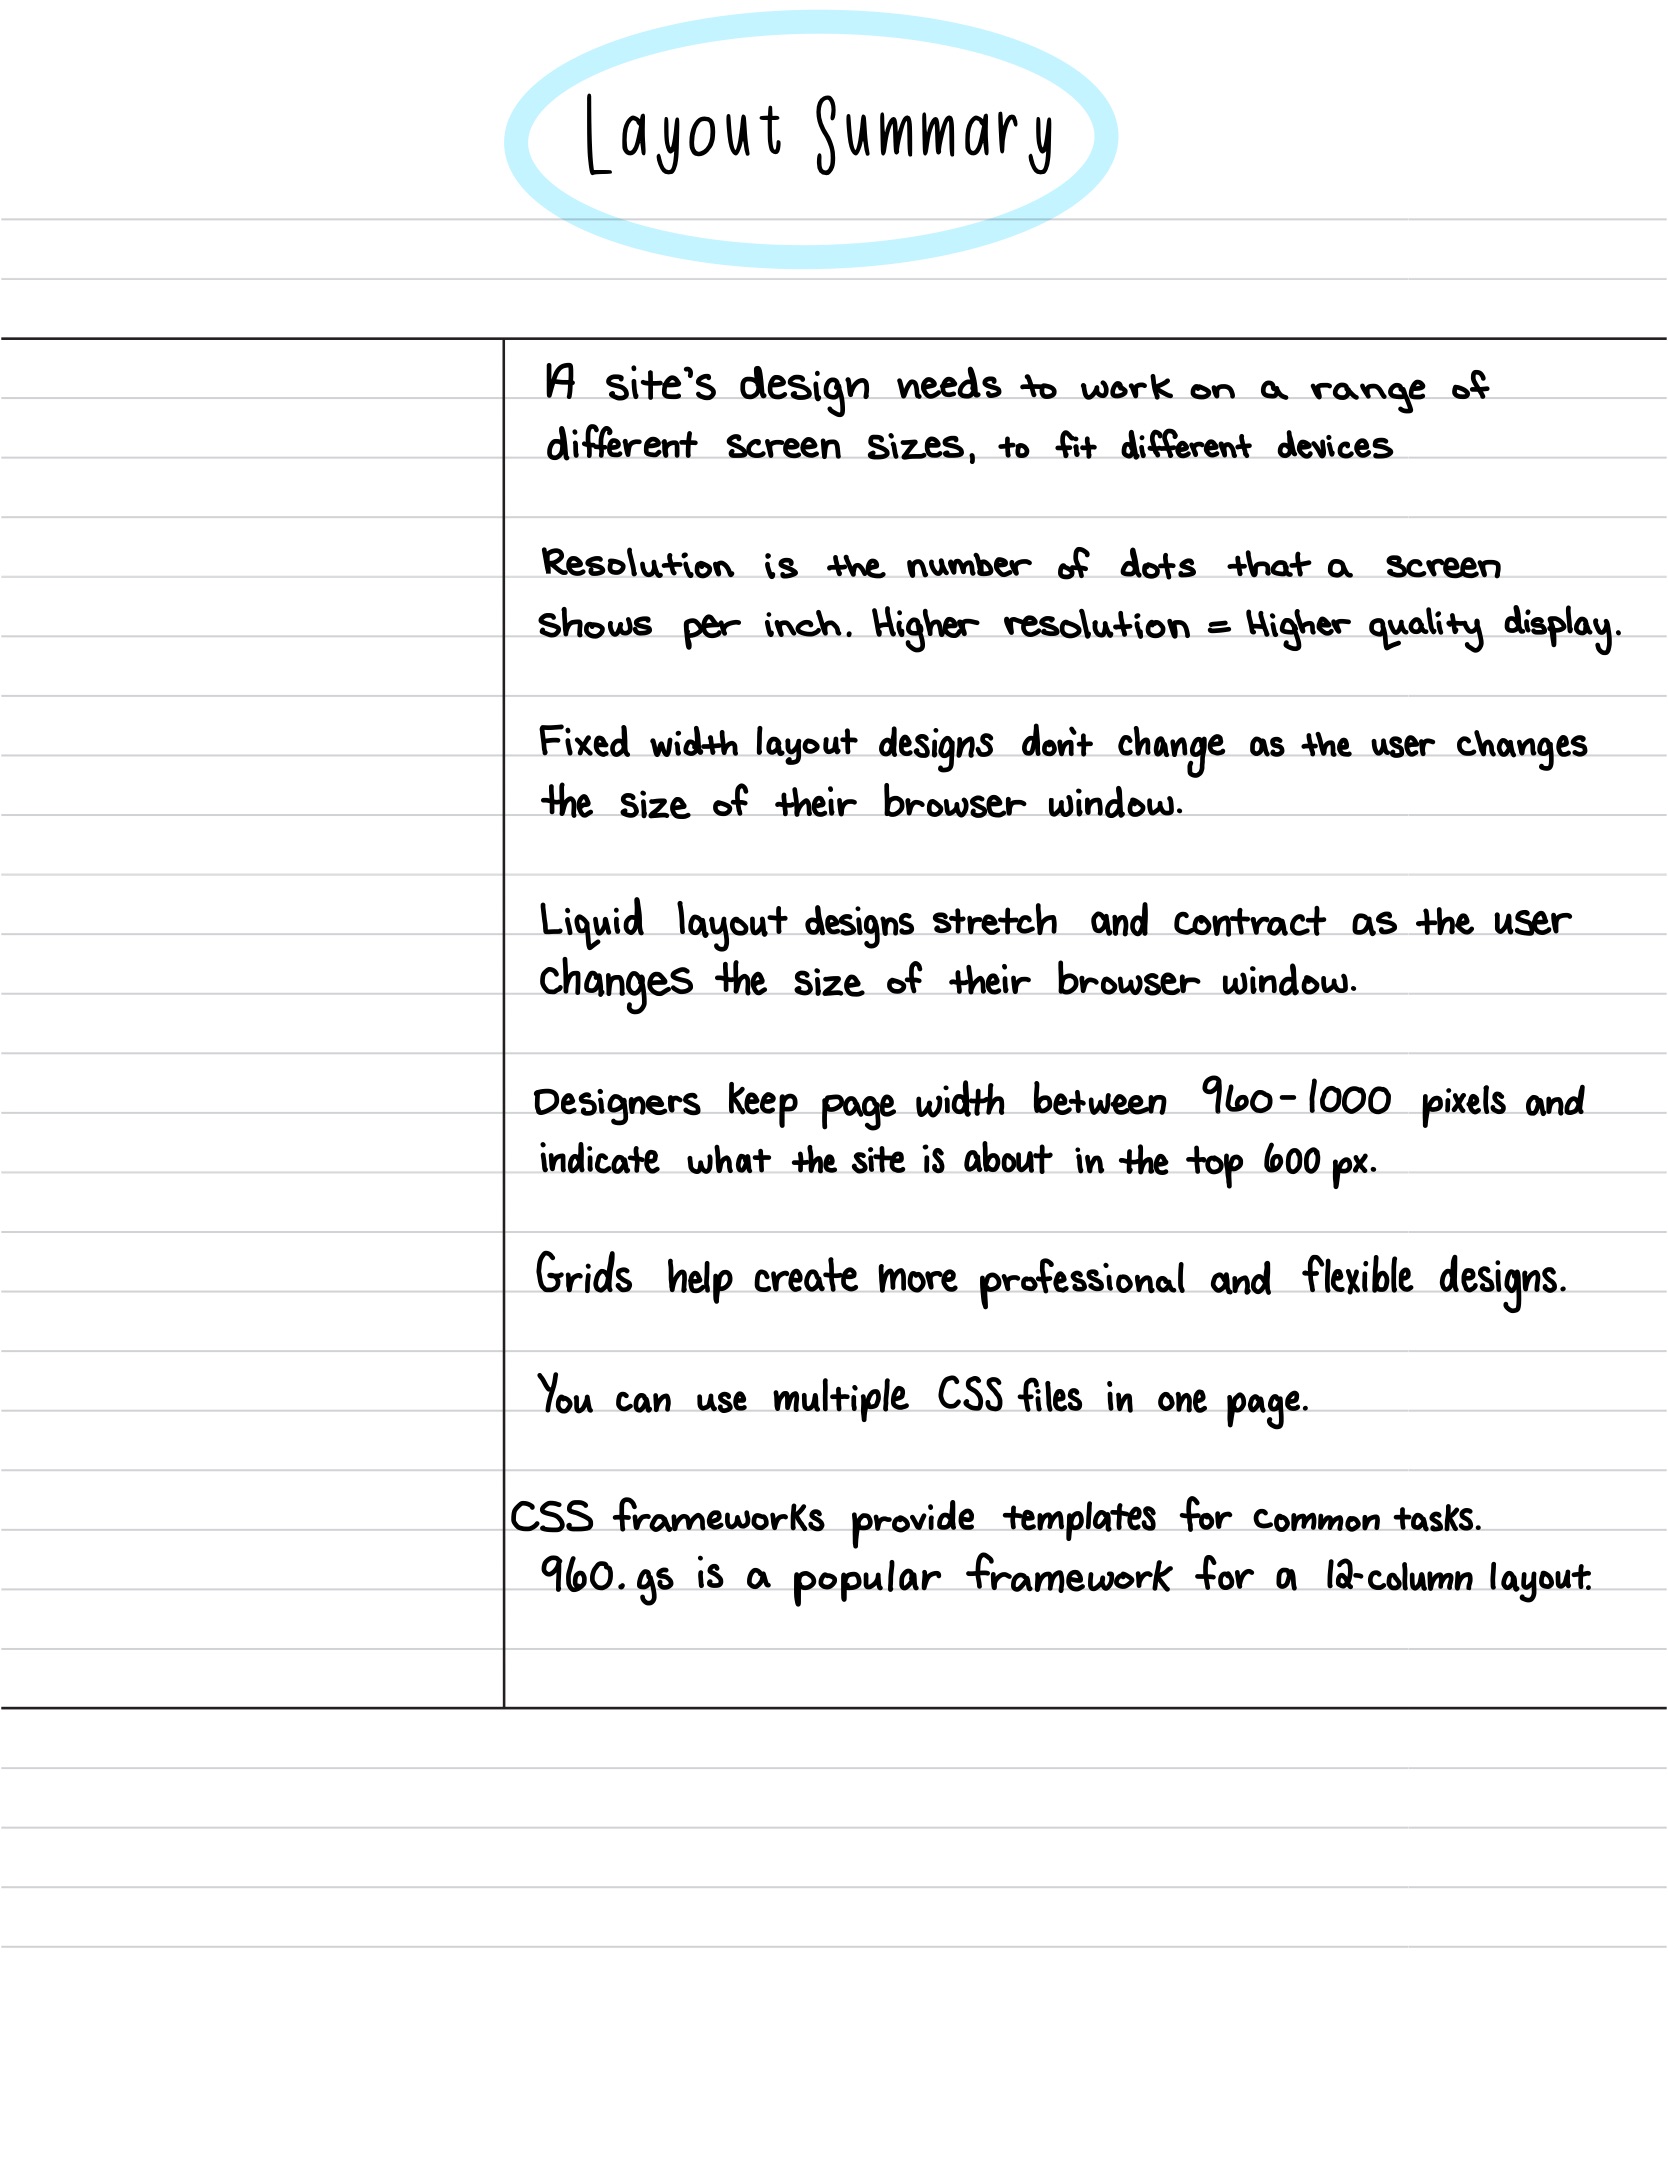 Layout Summary
A site's design needs to work on a range of
different screen sizes, to fit different devices
Resolution is the number of dots that a screen
shows per inch. Higher resolution = Higher quality display.
Fixed width layout designs don't change as the user changes
the size of their browser window.
Liquid layout designs stretch and contract as the user
changes the size of their browser window.
Designers keep page width between 960-1000 pixels and
indicate what the site is about in the top 600 px.
Grids help create more professional and flexible designs.
You can use multiple CSS files in one page.
CSS frameworks provide templates for common tasks.
960.gs is a popular framework for a 12-column layout.